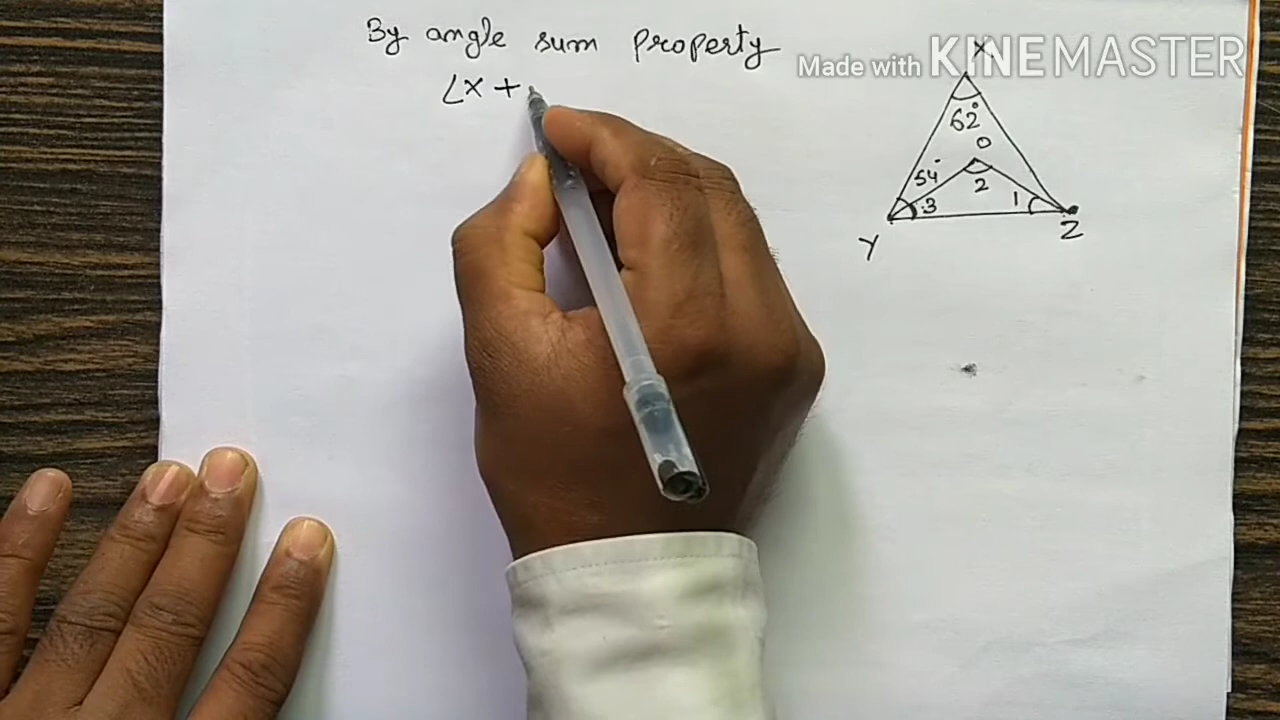 By angle sum property
∠X +
Made with KINEMASTER
X
62°
O
54°
2
3
1
Y
Z